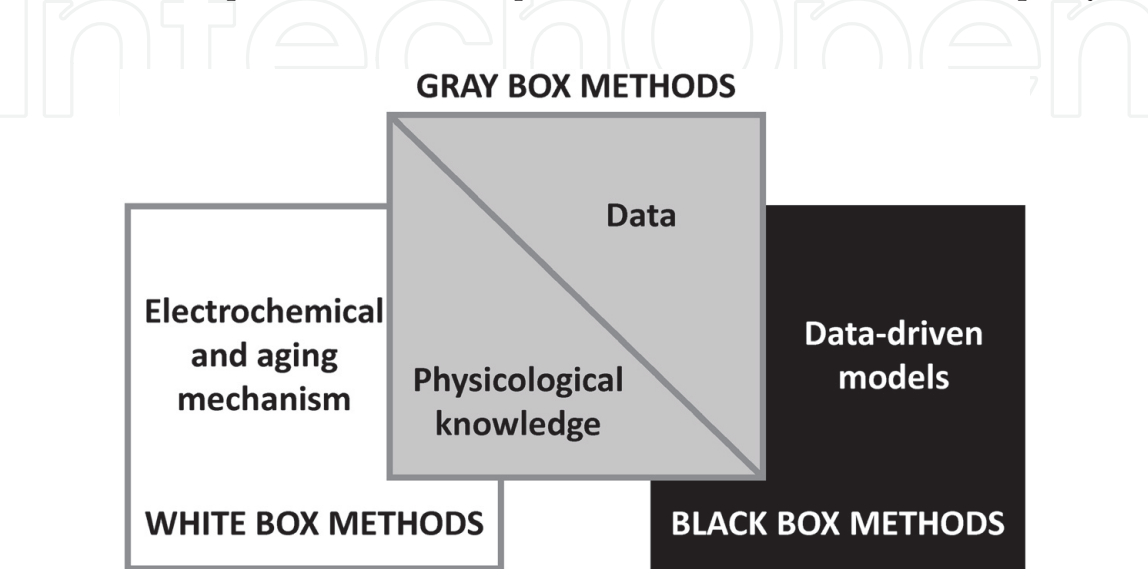 IntechOpen
GRAY BOX METHODS
Data
Electrochemical
and aging
mechanism
Physicological
knowledge
Data-driven
models
WHITE BOX METHODS
BLACK BOX METHODS